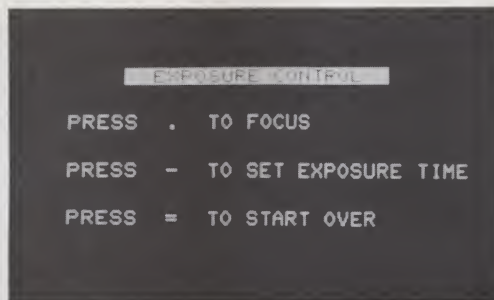 EXPOSURE CONTROL
PRESS . TO FOCUS
PRESS - TO SET EXPOSURE TIME
PRESS = TO START OVER